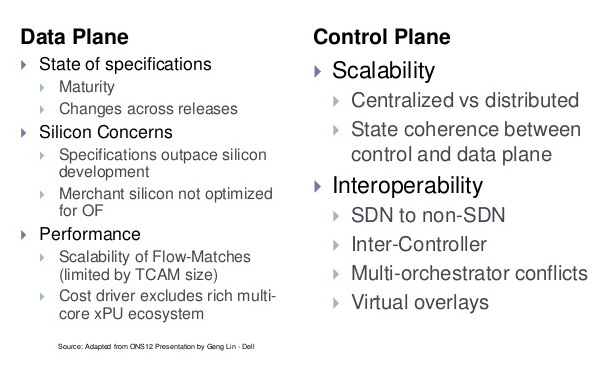 Data Plane
State of specifications
Maturity
Changes across releases
Silicon Concerns
Specifications outpace silicon
development
Merchant silicon not optimized
for OF
Performance
Scalability of Flow-Matches
(limited by TCAM size)
Cost driver excludes rich multi-
core xPU ecosystem
Control Plane
Scalability
Centralized vs distributed
State coherence between
control and data plane
Interoperability
SDN to non-SDN
Inter-Controller
Multi-orchestrator conflicts
Virtual overlays
Source: Adapted from ONS12 Presentation by Geng Lin - Dell